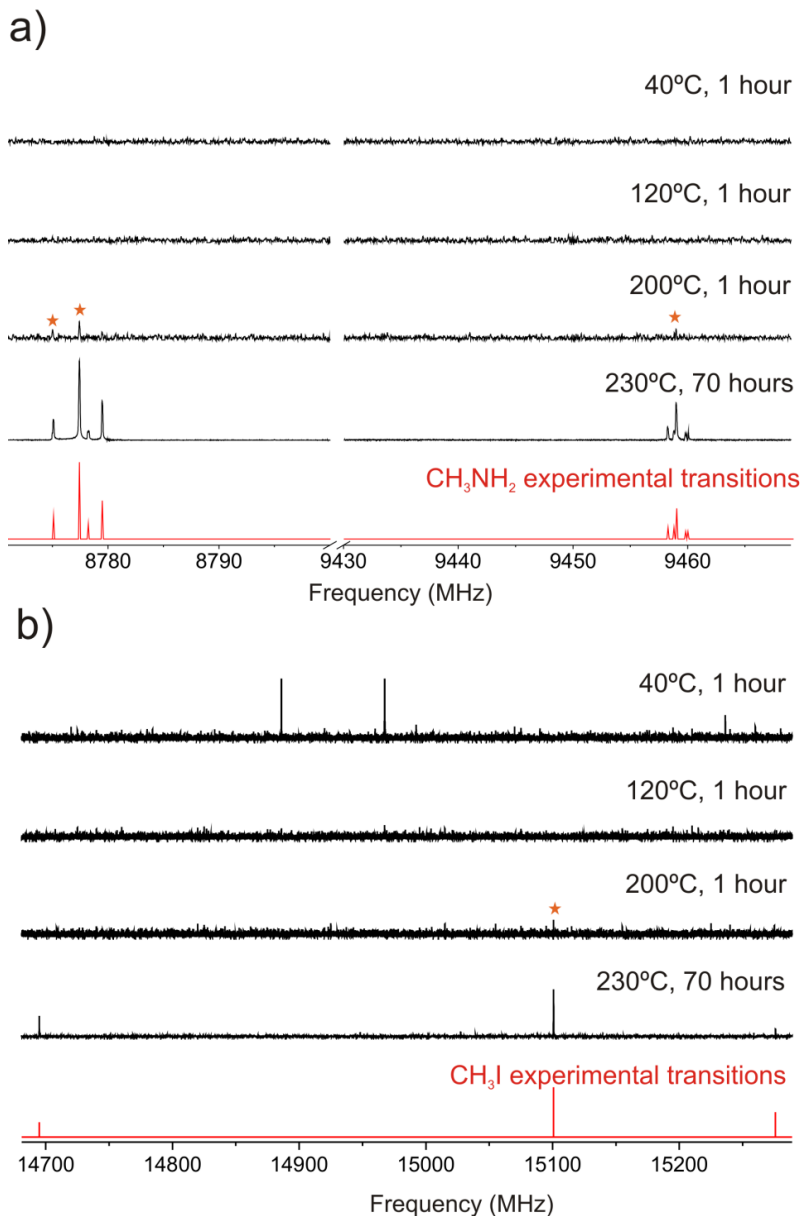 a)
40ºC, 1 hour
120ºC, 1 hour
200ºC, 1 hour
230ºC, 70 hours
CH₃NH₂ experimental transitions
8780 8790 9430 9440 9450 9460
Frequency (MHz)
b)
40ºC, 1 hour
120ºC, 1 hour
200ºC, 1 hour
230ºC, 70 hours
CH₃I experimental transitions
14700 14800 14900 15000 15100 15200
Frequency (MHz)